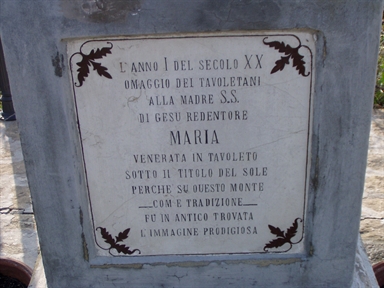 L'ANNO I DEL SECOLO XX
OMAGGIO DEI TAVOLETANI
ALLA MADRE S.S.
DI GESU REDENTORE
MARIA
VENERATA IN TAVOLETO
SOTTO Il TITOLO DEL SOLE
PERCHE SU QUESTO MONTE
COM E TRADIZIONE
FU IN ANTICO TROVATA
L'IMMAGINE PRODIGIOSA